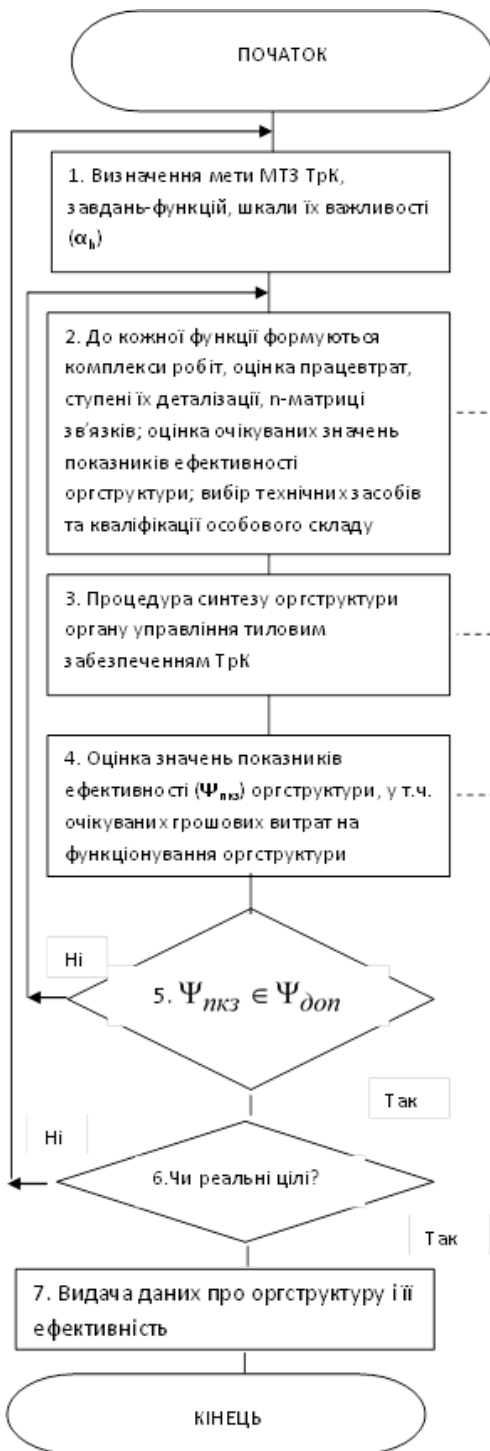 ПОЧАТОК
1. Визначення мети МТЗ ТрК,
завдань-функцій, шкали їх важливості
(α_h)
2. До кожної функції формуються
комплекси робіт, оцінка працевтрат,
ступені їх деталізації, n-матриці
зв'язків; оцінка очікуваних значень
показників ефективності
оргструктури; вибір технічних засобів
та кваліфікації особового складу
3. Процедура синтезу оргструктури
органу управління тиловим
забезпеченням ТрК
4. Оцінка значень показників
ефективності (Ψ_пкз) оргструктури, у т.ч.
очікуваних грошових витрат на
функціонування оргструктури
Ні
5. Ψ_пкз ∈ Ψ_доп
Так
Ні
6.Чи реальні цілі?
Так
7. Видача даних про оргструктуру і її
ефективність
КІНЕЦЬ